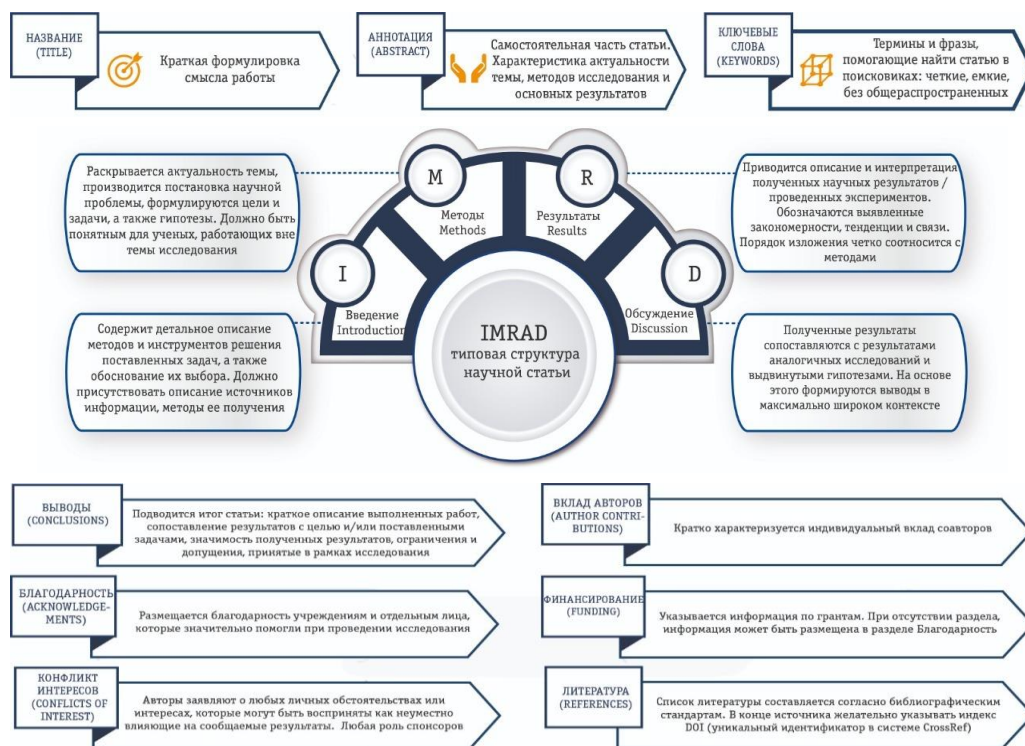 НАЗВАНИЕ
(TITLE)
Краткая формулировка
смысла работы
АННОТАЦИЯ
(ABSTRACT)
Самостоятельная часть статьи.
Характеристика актуальности
темы, методов исследования и
основных результатов
КЛЮЧЕВЫЕ
СЛОВА
(KEYWORDS)
Термины и фразы,
помогающие найти статью в
поисковиках: четкие, емкие,
без общераспространенных
Раскрывается актуальность темы,
производится постановка научной
проблемы, формулируются цели и
задачи, а также гипотезы. Должно быть
понятным для ученых, работающих вне
темы исследования
M
Методы
Methods
R
Результаты
Results
Приводится описание и интерпретация
полученных научных результатов /
проведенных экспериментов.
Обозначаются выявленные
закономерности, тенденции и связи.
Порядок изложения четко соотносится с
методами
I
Введение
Introduction
D
Обсуждение
Discussion
IMRAD
типовая структура
научной статьи
Содержит детальное описание
методов и инструментов решения
поставленных задач, а также
обоснование их выбора. Должно
присутствовать описание источников
информации, методы ее получения
Полученные результаты
сопоставляются с результатами
аналогичных исследований и
выдвинутыми гипотезами. На основе
этого формируются выводы в
максимально широком контексте
ВЫВОДЫ
(CONCLUSIONS)
Подводится итог статьи: краткое описание выполненных работ,
сопоставление результатов с целью и/или поставленными
задачами, значимость полученных результатов, ограничения и
допущения, принятые в рамках исследования
ВКЛАД АВТОРОВ
(AUTHOR CONTRI-
BUTIONS)
Кратко характеризуется индивидуальный вклад соавторов
БЛАГОДАРНОСТЬ
(ACKNOWLEDGE-
MENTS)
Размещается благодарность учреждениям и отдельным лица,
которые значительно помогли при проведении исследования
ФИНАНСИРОВАНИЕ
(FUNDING)
Указывается информация по грантам. При отсутствии раздела,
информация может быть размещена в разделе Благодарность
КОНФЛИКТ
ИНТЕРЕСОВ
(CONFLICTS OF
INTEREST)
Авторы заявляют о любых личных обстоятельствах или
интересах, которые могут быть восприняты как неуместно
влияющие на сообщаемые результаты. Любая роль спонсоров
ЛИТЕРАТУРА
(REFERENCES)
Список литературы составляется согласно библиографическим
стандартам. В конце источника желательно указывать индекс
DOI (уникальный идентификатор в системе CrossRef)